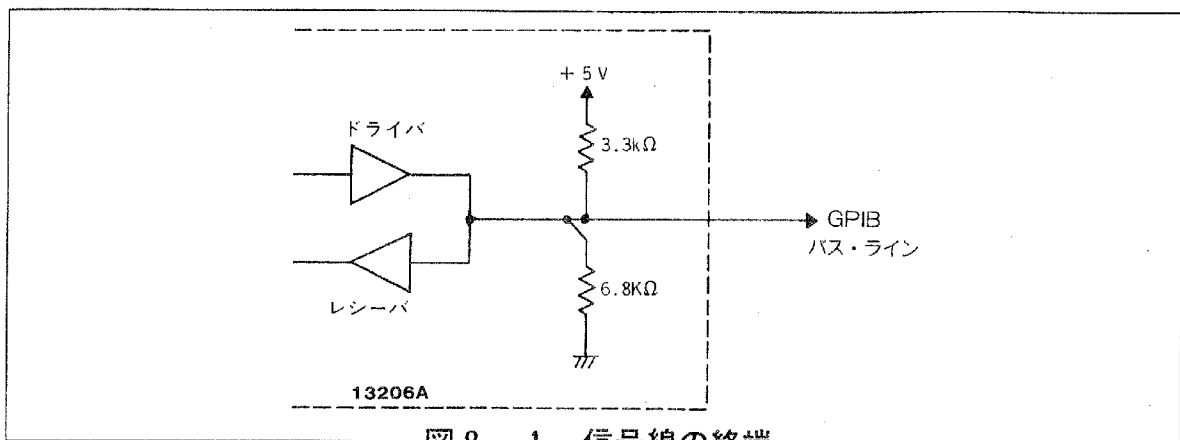 +5V
ドライバ
3.3kΩ
GPIB
バス・ライン
レシーバ
6.8KΩ
13206A
信号線の終端